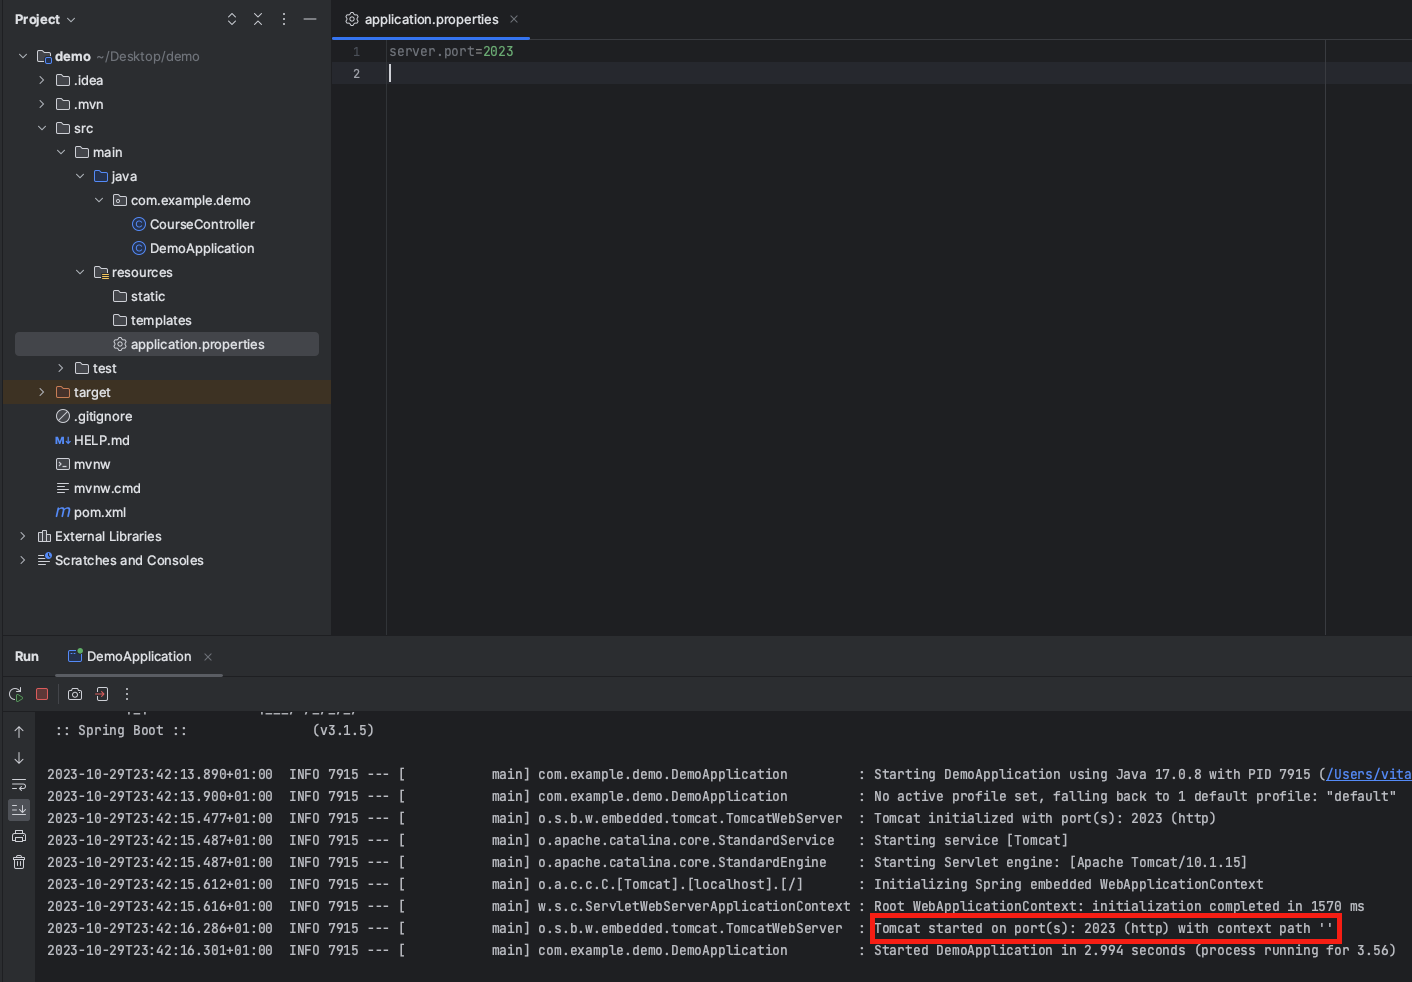 Project
demo ~/Desktop/demo
.idea
.mvn
src
main
java
com.example.demo
CourseController
DemoApplication
resources
static
templates
application.properties
test
target
.gitignore
HELP.md
mvnw
mvnw.cmd
pom.xml
External Libraries
Scratches and Consoles
application.properties
1 server.port=2023
2
Run DemoApplication
:: Spring Boot :: (v3.1.5)
2023-10-29T23:42:13.890+01:00 INFO 7915 --- [ main] com.example.demo.DemoApplication : Starting DemoApplication using Java 17.0.8 with PID 7915 (/Users/vita
2023-10-29T23:42:13.900+01:00 INFO 7915 --- [ main] com.example.demo.DemoApplication : No active profile set, falling back to 1 default profile: "default"
2023-10-29T23:42:15.477+01:00 INFO 7915 --- [ main] o.s.b.w.embedded.tomcat.TomcatWebServer : Tomcat initialized with port(s): 2023 (http)
2023-10-29T23:42:15.487+01:00 INFO 7915 --- [ main] o.apache.catalina.core.StandardService : Starting service [Tomcat]
2023-10-29T23:42:15.487+01:00 INFO 7915 --- [ main] o.apache.catalina.core.StandardEngine : Starting Servlet engine: [Apache Tomcat/10.1.15]
2023-10-29T23:42:15.612+01:00 INFO 7915 --- [ main] o.a.c.c.C.[Tomcat].[localhost].[/] : Initializing Spring embedded WebApplicationContext
2023-10-29T23:42:15.616+01:00 INFO 7915 --- [ main] w.s.c.ServletWebServerApplicationContext : Root WebApplicationContext: initialization completed in 1570 ms
2023-10-29T23:42:16.286+01:00 INFO 7915 --- [ main] o.s.b.w.embedded.tomcat.TomcatWebServer : Tomcat started on port(s): 2023 (http) with context path ''
2023-10-29T23:42:16.301+01:00 INFO 7915 --- [ main] com.example.demo.DemoApplication : Started DemoApplication in 2.994 seconds (process running for 3.56)